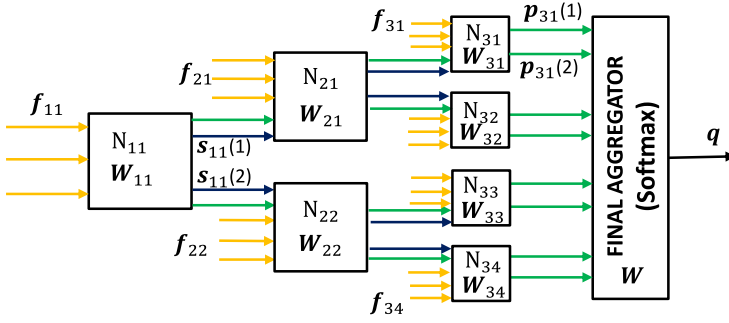 f₁₁
N₁₁
W₁₁
s₁₁(1)
s₁₁(2)
f₂₁
N₂₁
W₂₁
f₂₂
N₂₂
W₂₂
f₃₁
N₃₁
W₃₁
N₃₂
W₃₂
N₃₃
W₃₃
N₃₄
W₃₄
f₃₄
p₃₁(1)
p₃₁(2)
FINAL AGGREGATOR
(Softmax)
W
q